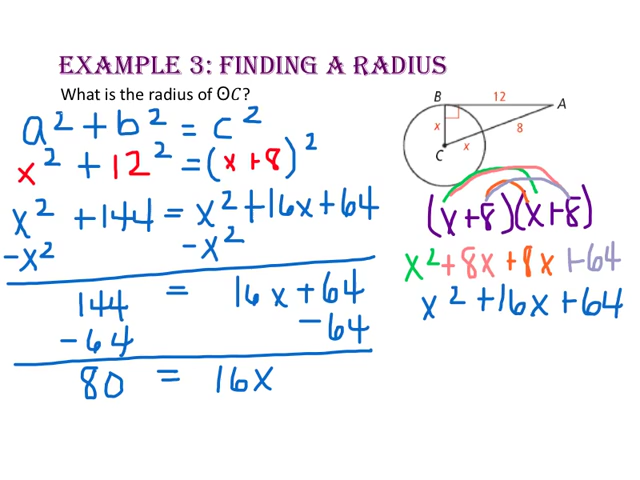 EXAMPLE 3: FINDING A RADIUS
What is the radius of ʘC?
a² + b² = c²
x² + 12² = (x+8)²
x² + 144 = x² + 16x + 64
-x² -x²
144 = 16x + 64
-64 -64
80 = 16x
B 12 A
x 8
C x
(x+8)(x+8)
x² + 8x + 8x + 64
x² + 16x + 64